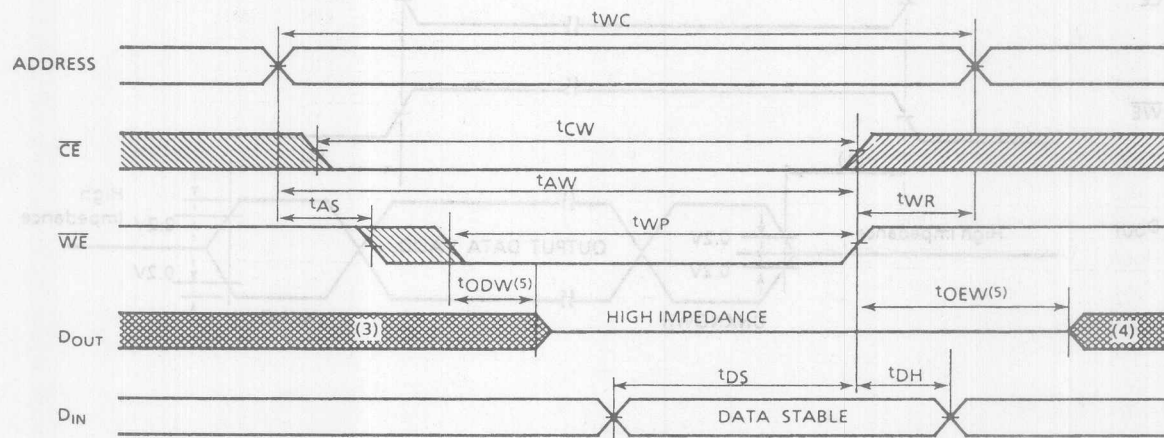 tWC
ADDRESS
CE
tCW
tAW
tAS
tWR
WE
tWP
tODW(5)
tOEW(5)
DOUT
(3)
HIGH IMPEDANCE
(4)
tDS
tDH
DIN
DATA STABLE